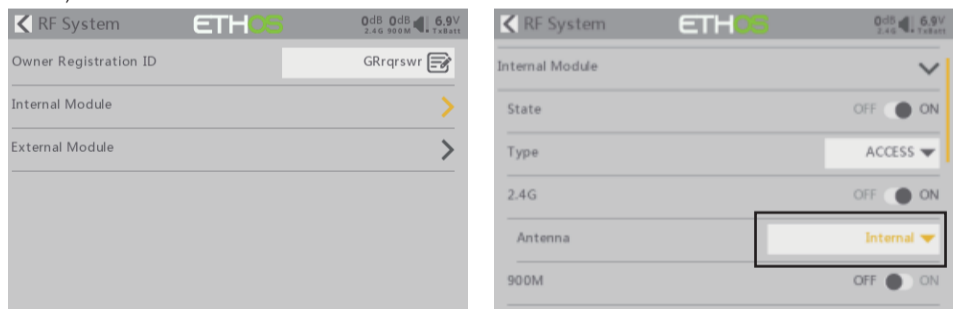 RF System ETHOS 0dB 0dB 6.9V
2.4G 900M TxBatt
Owner Registration ID GRrqrswr
Internal Module
External Module
RF System ETHOS 0dB 6.9V
2.4G TxBatt
Internal Module
State OFF ON
Type ACCESS
2.4G OFF ON
Antenna Internal
900M OFF ON